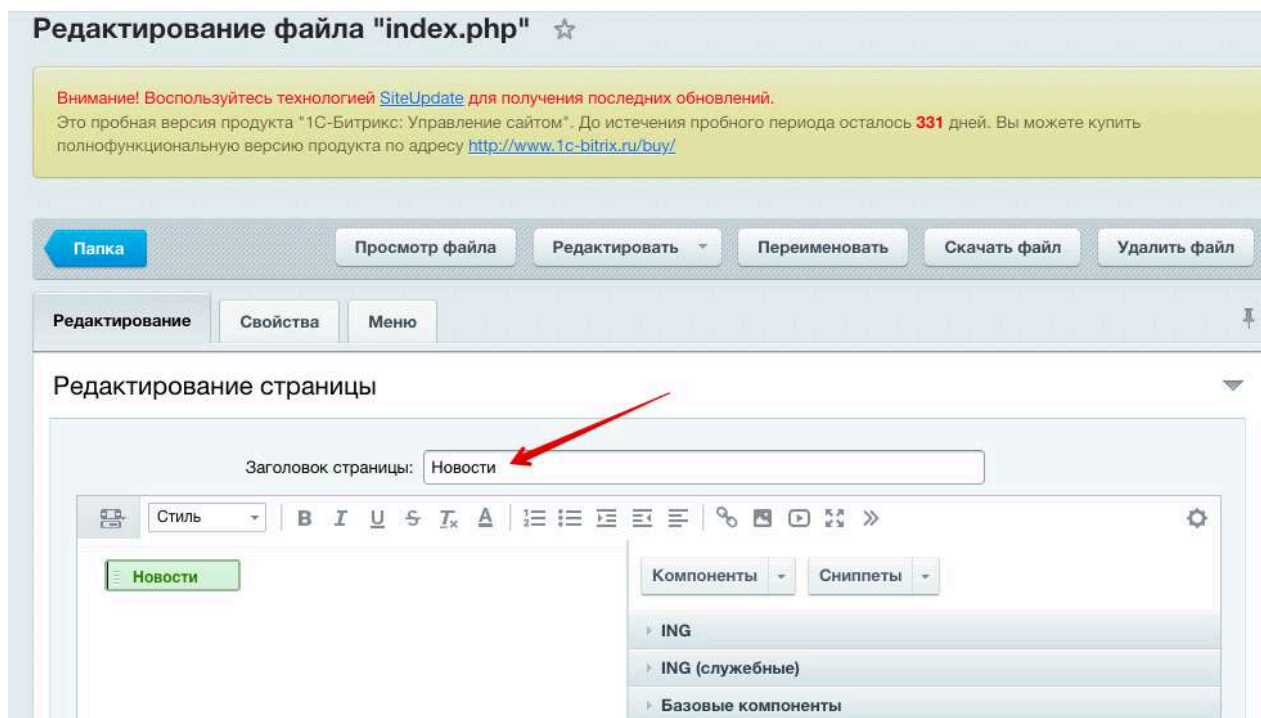 Редактирование файла "index.php"
Внимание! Воспользуйтесь технологией SiteUpdate для получения последних обновлений.
Это пробная версия продукта "1С-Битрикс: Управление сайтом". До истечения пробного периода осталось 331 дней. Вы можете купить
полнофункциональную версию продукта по адресу http://www.1c-bitrix.ru/buy/
Папка Просмотр файла Редактировать Переименовать Скачать файл Удалить файл
Редактирование Свойства Меню
Редактирование страницы
Заголовок страницы: Новости
Стиль B I U S Tx A
Новости Компоненты Сниппеты
ING
ING (служебные)
Базовые компоненты